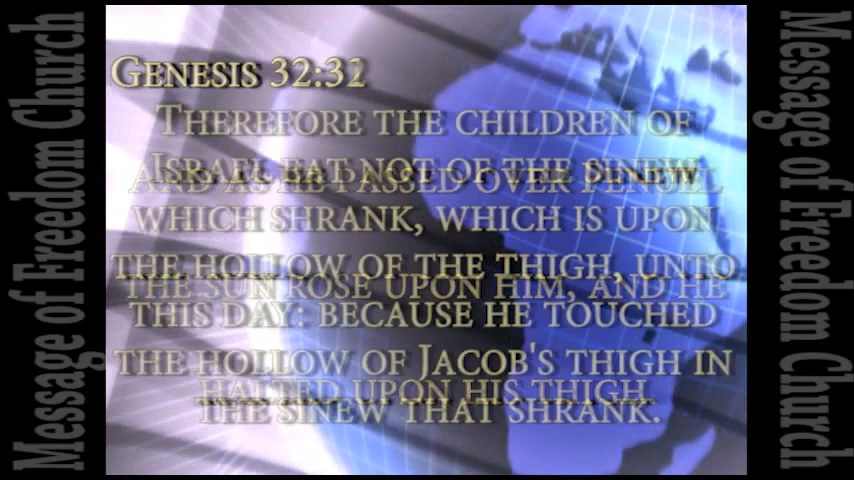 Message of Freedom Church
GENESIS 32:32
THEREFORE THE CHILDREN OF
ISRAEL EAT NOT OF THE SINEW
AND AS HE PASSED OVER PENUEL
WHICH SHRANK, WHICH IS UPON
THE HOLLOW OF THE THIGH, UNTO
THE SUN ROSE UPON HIM, AND HE
THIS DAY: BECAUSE HE TOUCHED
THE HOLLOW OF JACOB'S THIGH IN
HALTED UPON HIS THIGH.
THE SINEW THAT SHRANK.
Message of Freedom Church